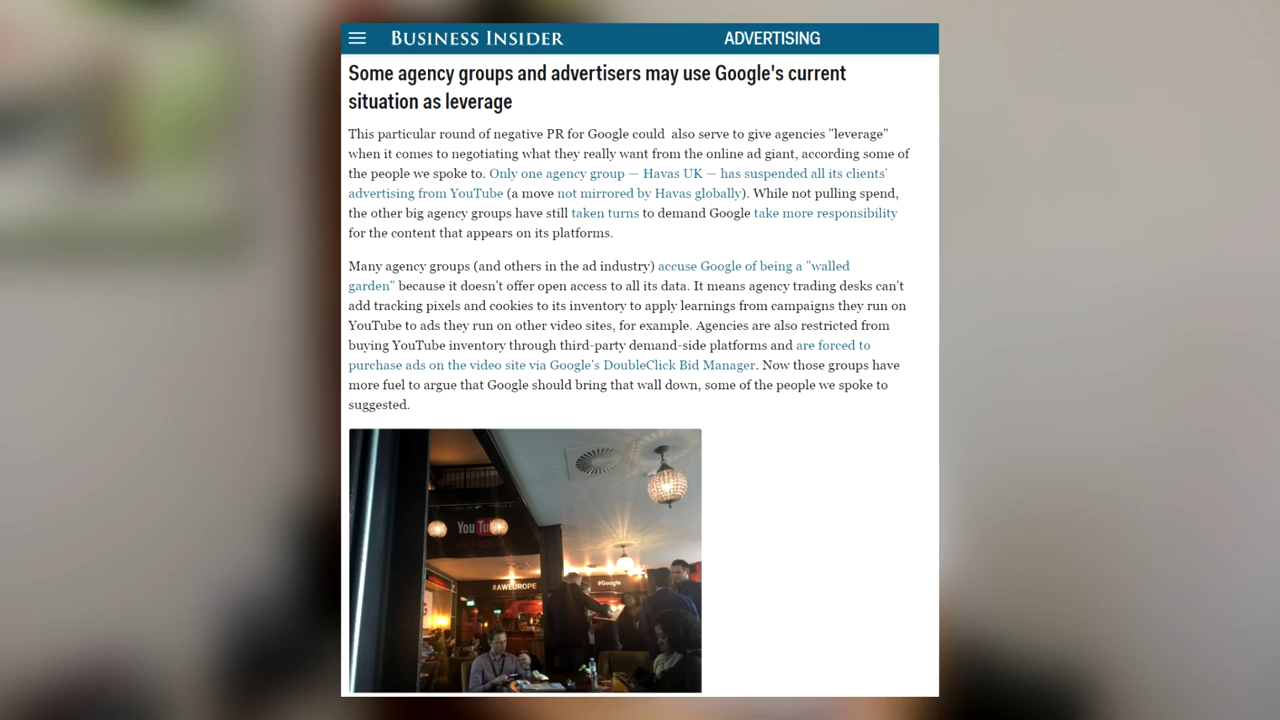 BUSINESS INSIDER
ADVERTISING
Some agency groups and advertisers may use Google's current
situation as leverage
This particular round of negative PR for Google could  also serve to give agencies "leverage"
when it comes to negotiating what they really want from the online ad giant, according some of
the people we spoke to. Only one agency group — Havas UK — has suspended all its clients'
advertising from YouTube (a move not mirrored by Havas globally). While not pulling spend,
the other big agency groups have still taken turns to demand Google take more responsibility
for the content that appears on its platforms.
Many agency groups (and others in the ad industry) accuse Google of being a "walled
garden" because it doesn't offer open access to all its data. It means agency trading desks can't
add tracking pixels and cookies to its inventory to apply learnings from campaigns they run on
YouTube to ads they run on other video sites, for example. Agencies are also restricted from
buying YouTube inventory through third-party demand-side platforms and are forced to
purchase ads on the video site via Google's DoubleClick Bid Manager. Now those groups have
more fuel to argue that Google should bring that wall down, some of the people we spoke to
suggested.
You Tu
#AWEUROPE
#Google